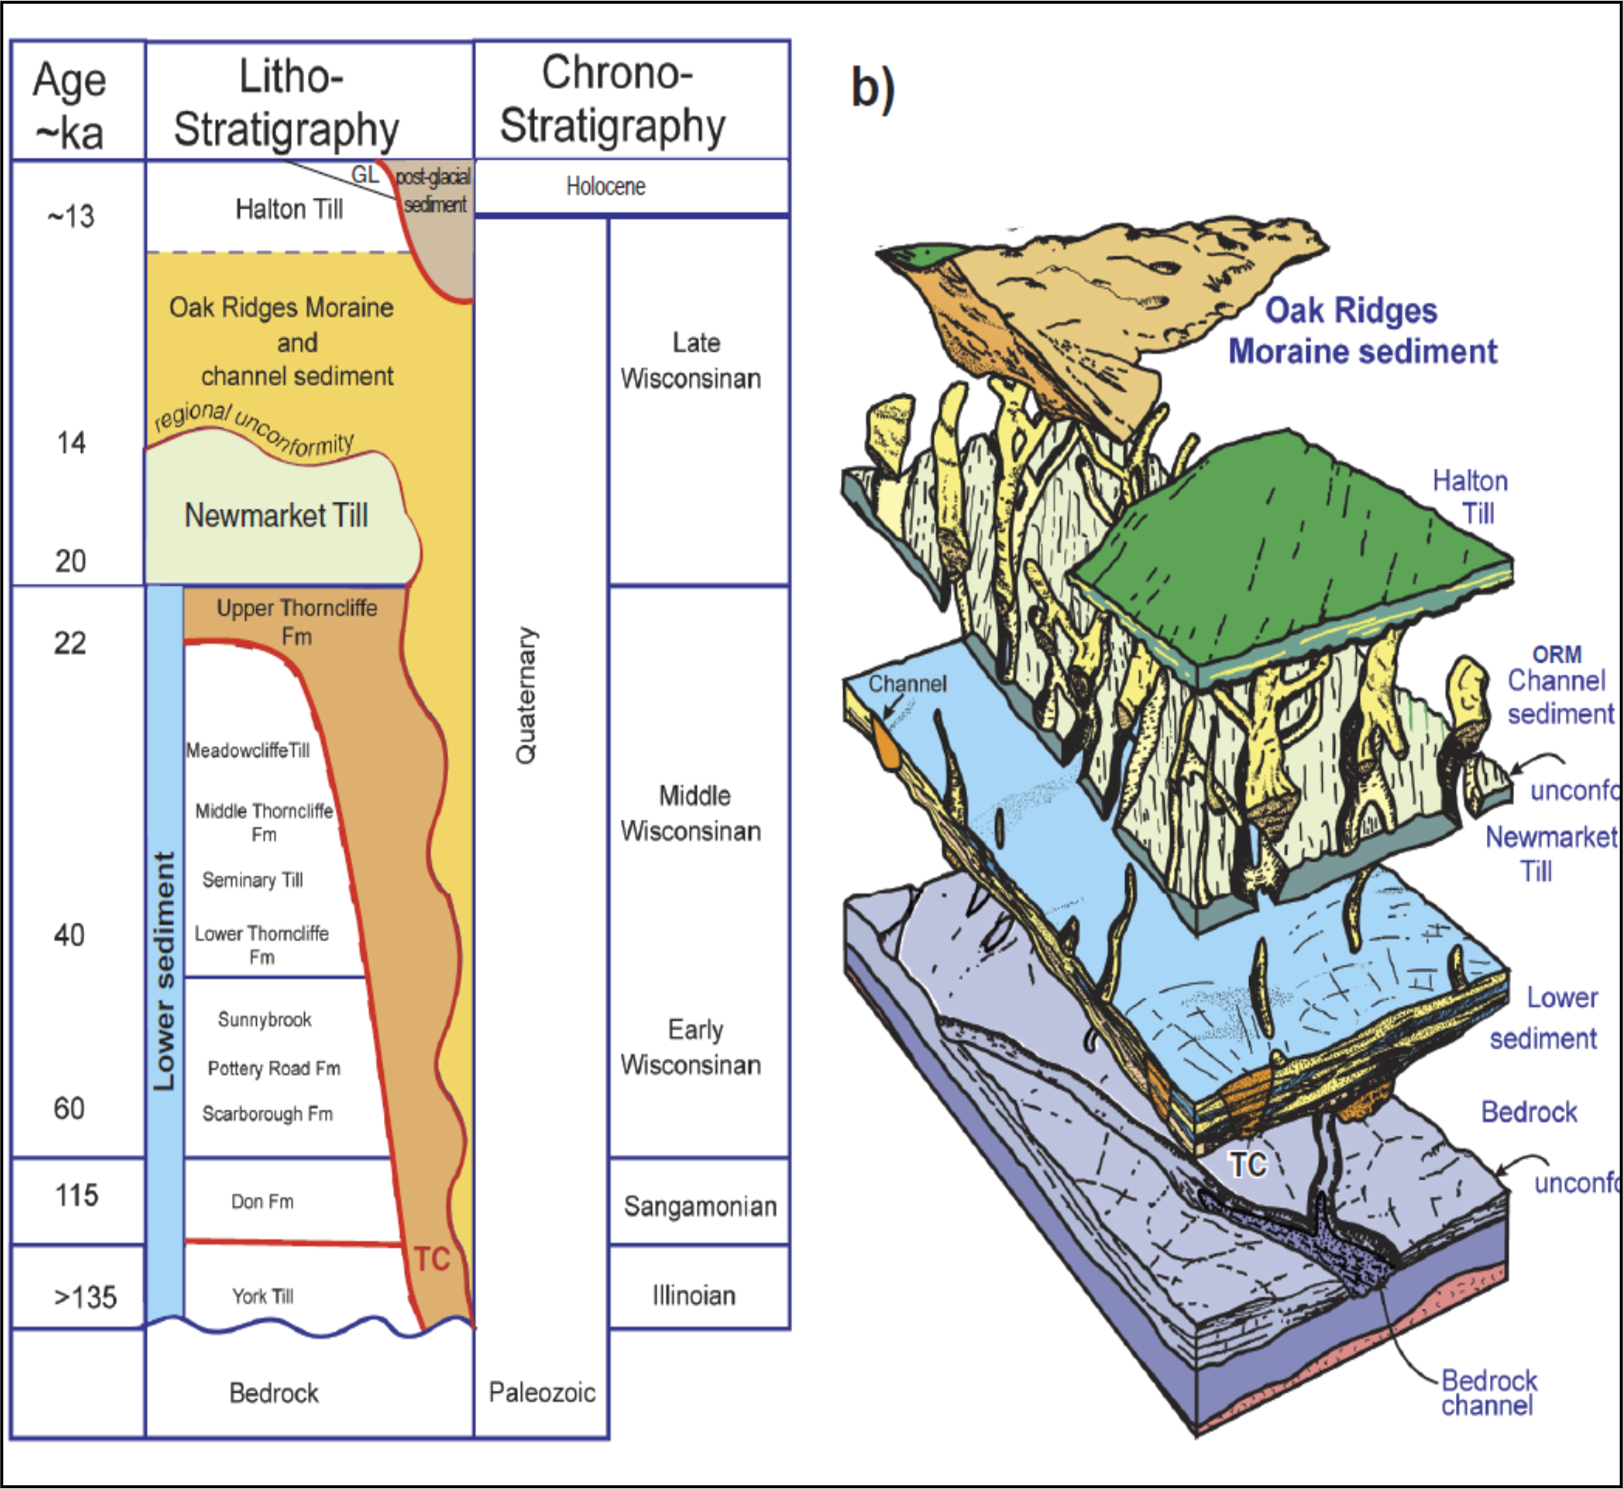 Age
~ka
Litho-
Stratigraphy
Chrono-
Stratigraphy
GL
post-glacial
sediment
Holocene
~13
Halton Till
Oak Ridges Moraine
and
channel sediment
Late
Wisconsinan
regional unconformity
14
Newmarket Till
20
Upper Thorncliffe
Fm
22
MeadowcliffeTill
Middle Thorncliffe
Fm
Seminary Till
Lower Thorncliffe
Fm
40
Middle
Wisconsinan
Quaternary
Lower sediment
Sunnybrook
Pottery Road Fm
Scarborough Fm
60
Early
Wisconsinan
115
Don Fm
Sangamonian
TC
>135
York Till
Illinoian
Bedrock
Paleozoic
b)
Oak Ridges
Moraine sediment
Halton
Till
ORM
Channel
sediment
unconfo
Newmarket
Till
Channel
Lower
sediment
Bedrock
TC
unconfo
Bedrock
channel